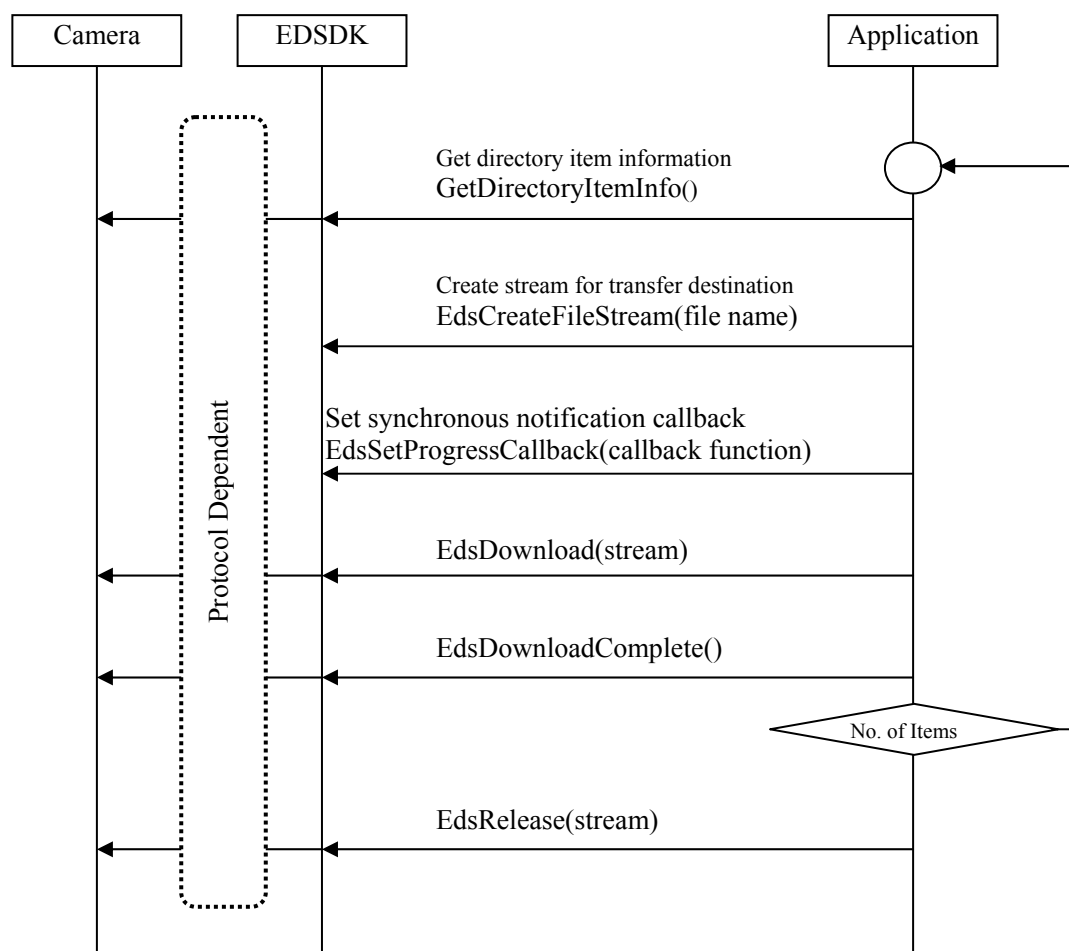 Camera
EDSDK
Application
Get directory item information
GetDirectoryItemInfo()
Create stream for transfer destination
EdsCreateFileStream(file name)
Set synchronous notification callback
EdsSetProgressCallback(callback function)
Protocol Dependent
EdsDownload(stream)
EdsDownloadComplete()
No. of Items
EdsRelease(stream)